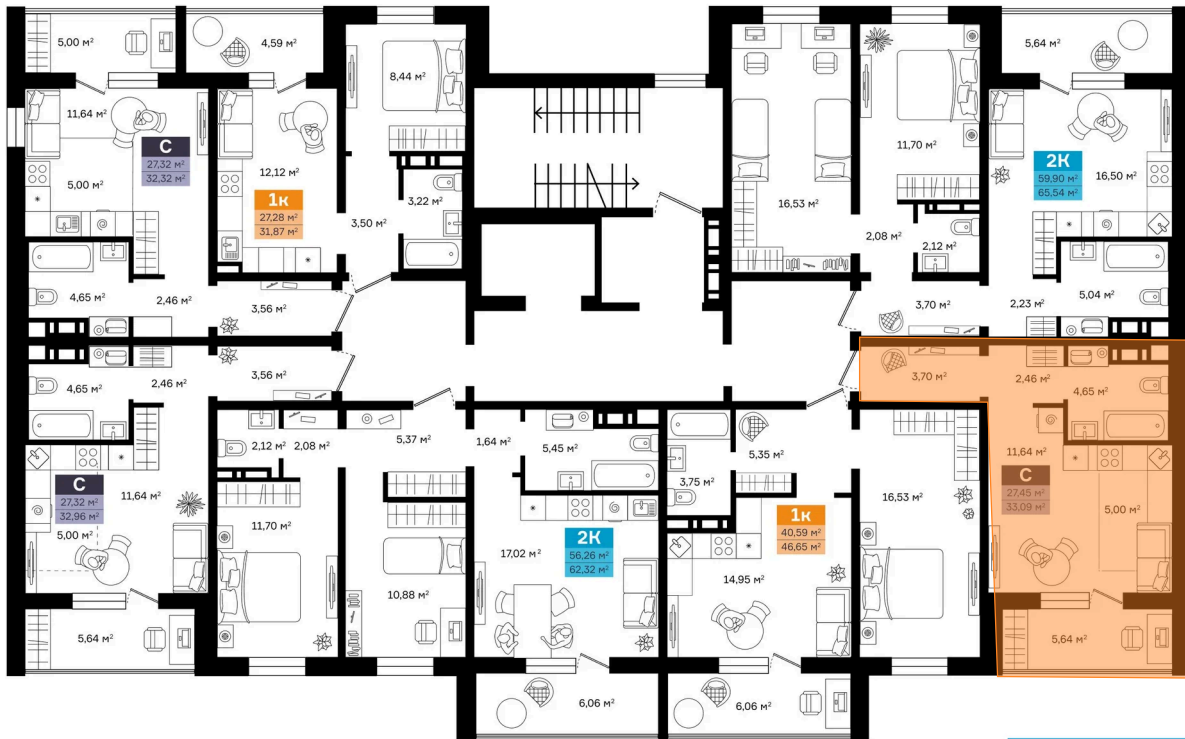 5,00 м²
4,59 м²
8,44 м²
5,64 м²
11,64 м²
С
27,32 м²
32,32 м²
5,00 м²
12,12 м²
1к
27,28 м²
31,87 м²
3,50 м²
3,22 м²
16,53 м²
11,70 м²
2К
59,90 м²
65,54 м²
16,50 м²
2,08 м²
2,12 м²
4,65 м²
2,46 м²
3,56 м²
3,70 м²
2,23 м²
5,04 м²
4,65 м²
2,46 м²
3,56 м²
3,70 м²
2,46 м²
4,65 м²
2,12 м²
2,08 м²
5,37 м²
1,64 м²
5,45 м²
3,75 м²
5,35 м²
16,53 м²
11,64 м²
С
27,32 м²
32,96 м²
5,00 м²
11,64 м²
С
27,45 м²
33,09 м²
5,00 м²
11,70 м²
10,88 м²
17,02 м²
2К
56,26 м²
62,32 м²
1к
40,59 м²
46,65 м²
14,95 м²
5,64 м²
5,64 м²
6,06 м²
6,06 м²